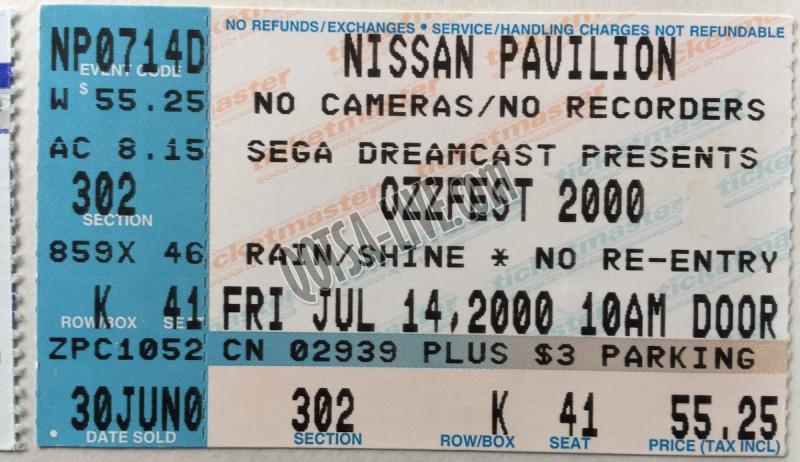 NO REFUNDS/EXCHANGES • SERVICE/HANDLING CHARGES NOT REFUNDABLE
NP0714D NISSAN PAVILION
EVENT CODE
$
W 55.25 NO CAMERAS/NO RECORDERS
AC 8.15 SEGA DREAMCAST PRESENTS
302 OZZFEST 2000
SECTION
859X 46 RAIN/SHINE * NO RE-ENTRY
K 41 FRI JUL 14,2000 10AM DOOR
ROW/BOX SEAT
ZPC1052 CN 02939 PLUS $3 PARKING
30JUN0 302 K 41 55.25
• DATE SOLD SECTION ROW/BOX SEAT PRICE (TAX INCL)
ticketmaster
QOTSA-LIVE.com